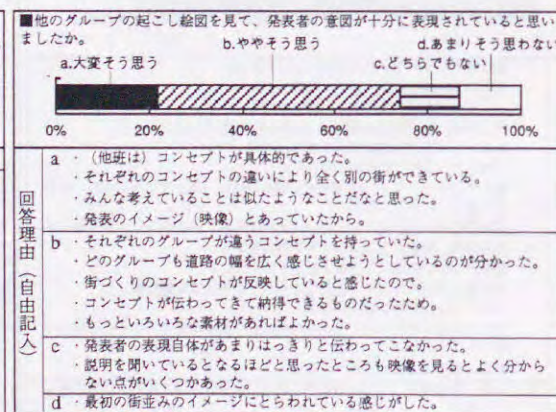 ■他のグループの起こし絵図を見て、発表者の意図が十分に表現されていると思い
ましたか。
b.ややそう思う
d.あまりそう思わない
a.大変そう思う
c.どちらでもない
0% 20% 40% 60% 80% 100%
回答理由（自由記入）
a ・（他班は）コンセプトが具体的であった。
・それぞれのコンセプトの違いにより全く別の街ができている。
・みんな考えていることは似たようなことだなと思った。
・発表のイメージ（映像）とあっていたから。
b ・それぞれのグループが違うコンセプトを持っていた。
・どのグループも道路の幅を広く感じさせようとしているのが分かった。
・街づくりのコンセプトが反映していると感じたので。
・コンセプトが伝わってきて納得できるものだったため。
・もっといろいろな素材があればよかった。
c ・発表者の表現自体があまりはっきりと伝わってこなかった。
・説明を聞いているとなるほどと思ったところも映像を見るとよく分から
ない点がいくつかあった。
d ・最初の街並みのイメージにとらわれている感じがした。